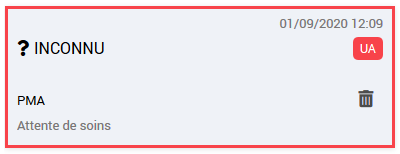 01/09/2020 12:09
? INCONNU
UA
PMA
Attente de soins